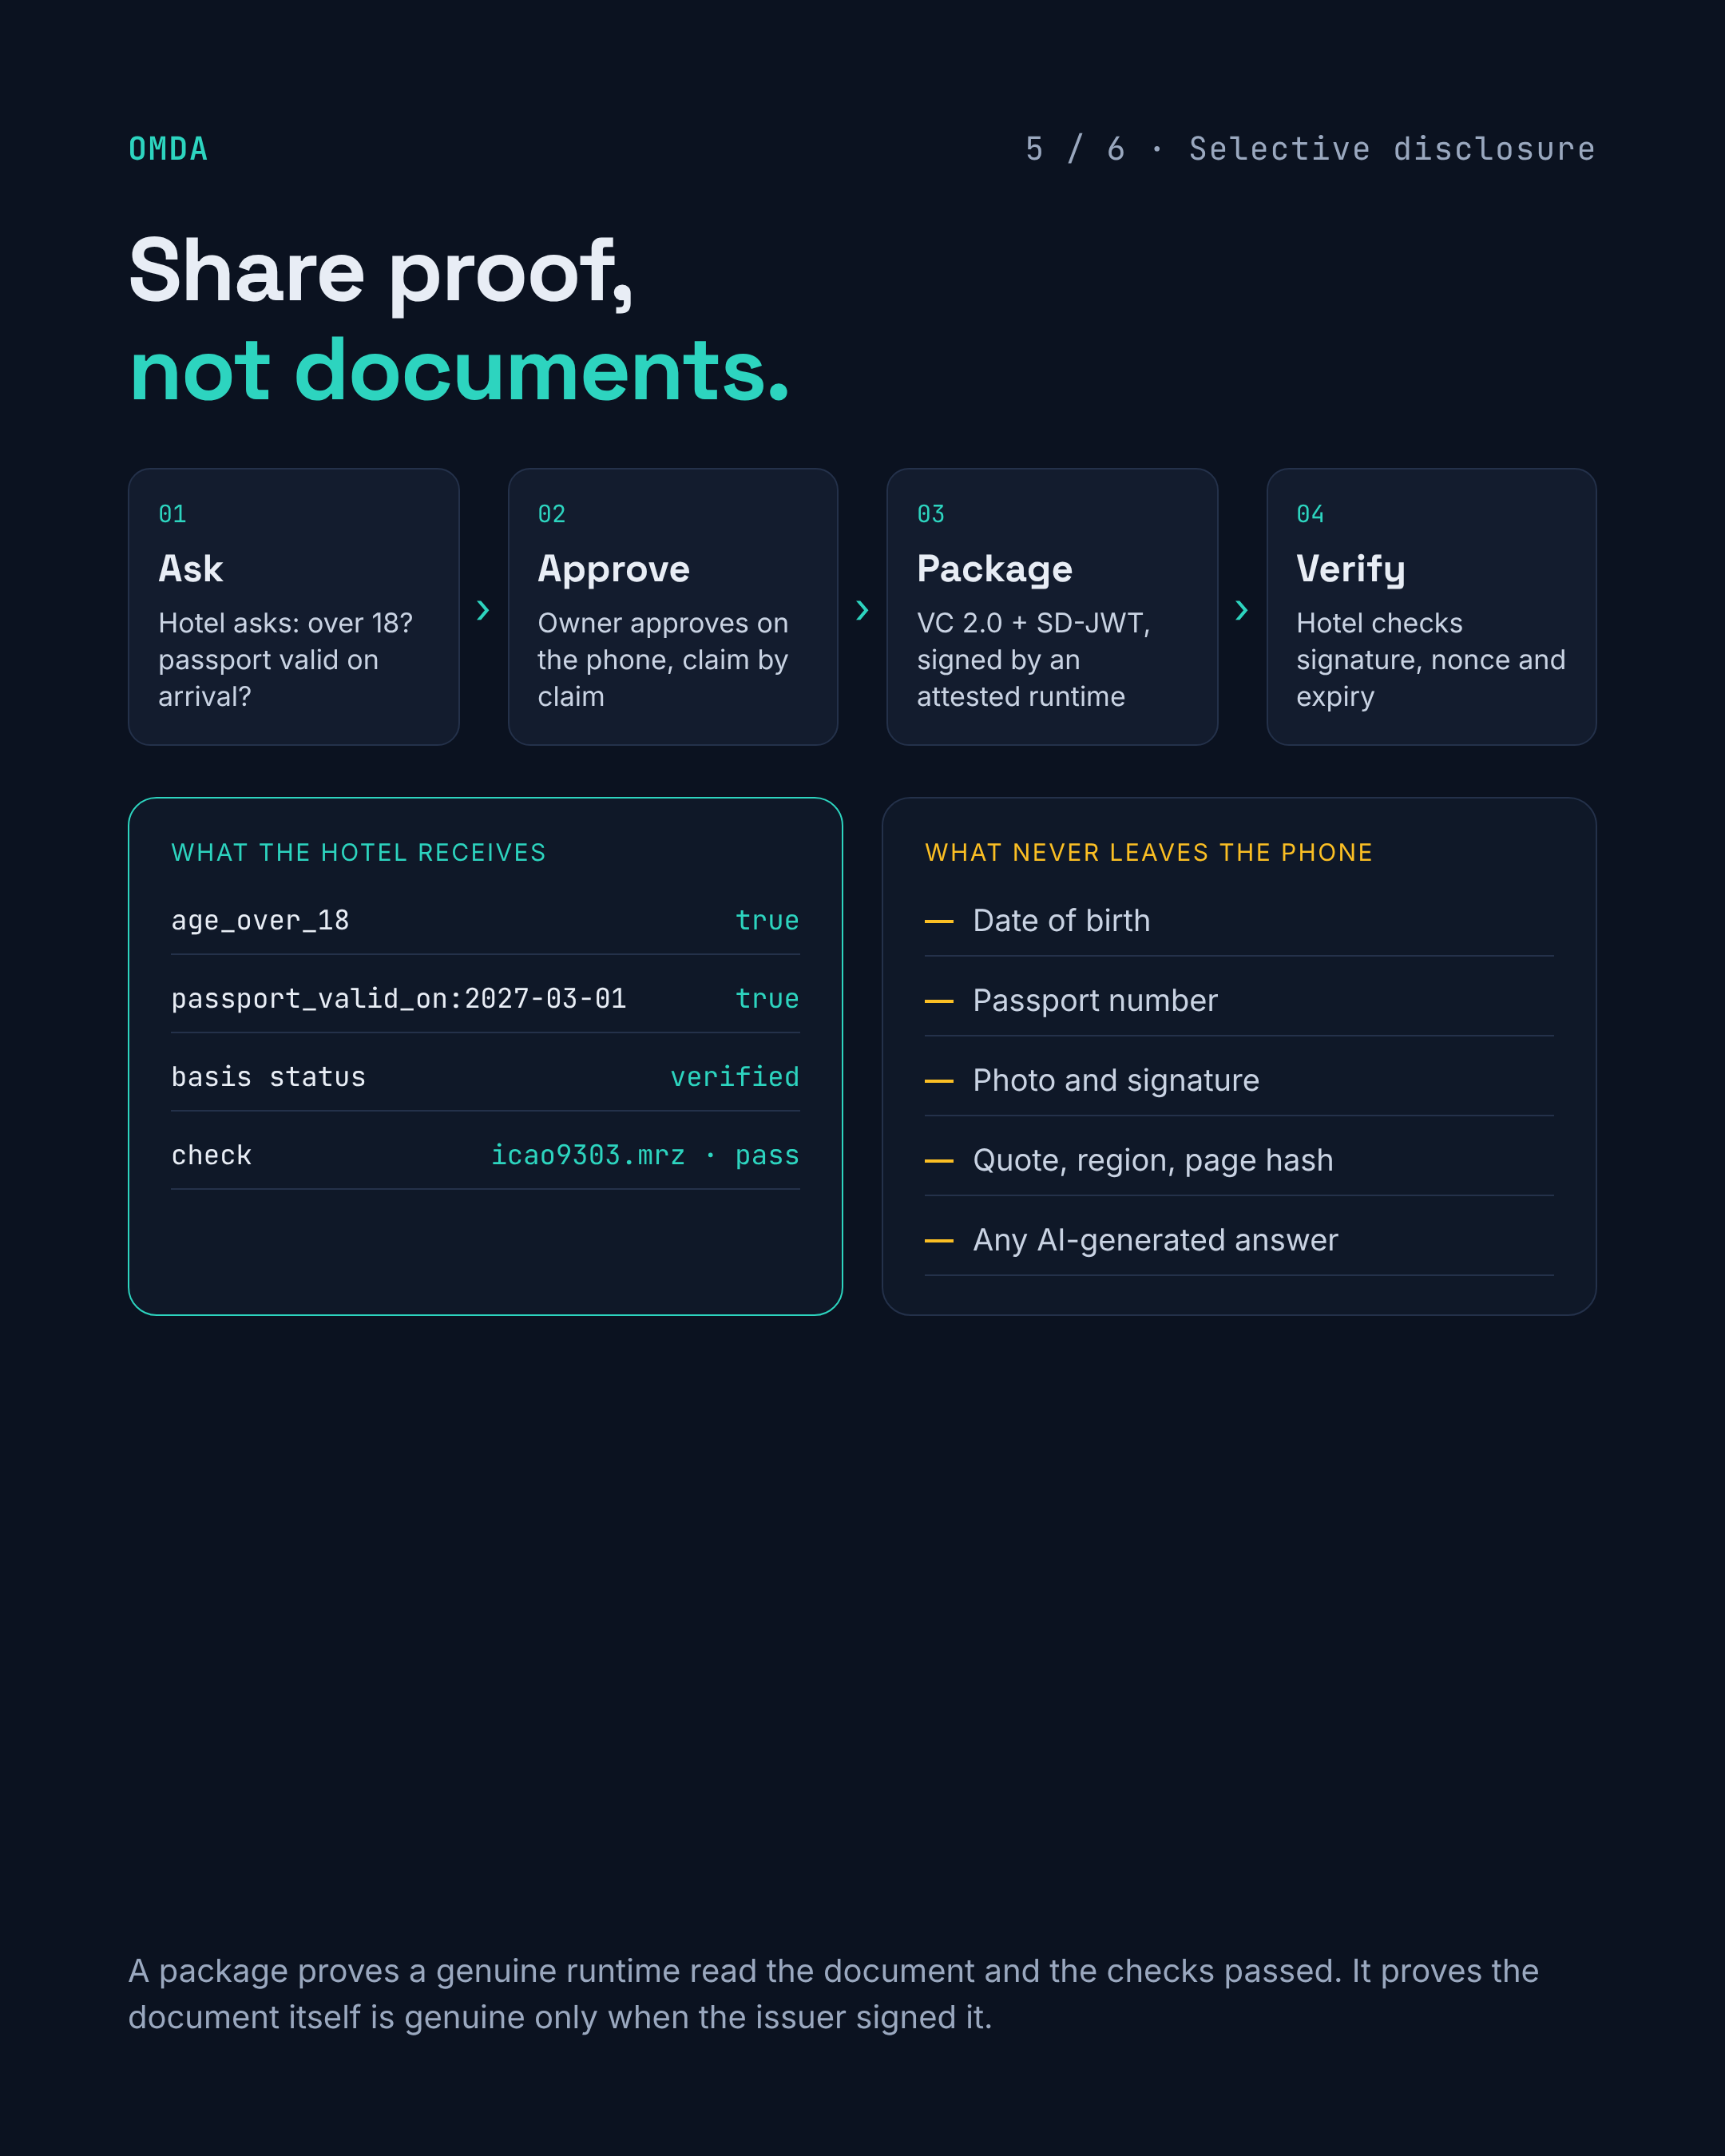 OMDA
5 / 6 · Selective disclosure
Share proof,
not documents.
01
Ask
Hotel asks: over 18?
passport valid on
arrival?
›
02
Approve
Owner approves on
the phone, claim by
claim
›
03
Package
VC 2.0 + SD-JWT,
signed by an
attested runtime
›
04
Verify
Hotel checks
signature, nonce and
expiry
WHAT THE HOTEL RECEIVES
age_over_18 true
passport_valid_on:2027-03-01 true
basis status verified
check icao9303.mrz · pass
WHAT NEVER LEAVES THE PHONE
— Date of birth
— Passport number
— Photo and signature
— Quote, region, page hash
— Any AI-generated answer
A package proves a genuine runtime read the document and the checks passed. It proves the
document itself is genuine only when the issuer signed it.